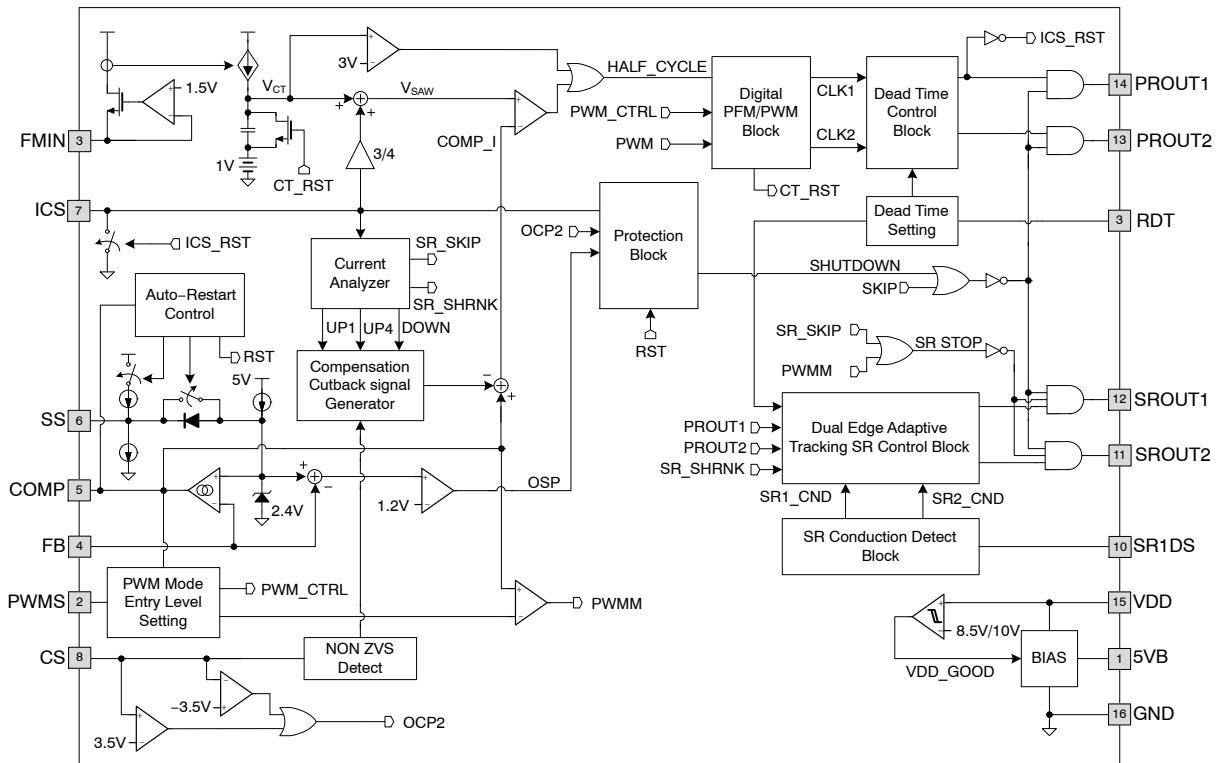 ICS_RST
PROUT1
14
PROUT2
13
3V
HALF_CYCLE
CLK1
CLK2
Digital
PFM/PWM
Block
Dead Time
Control
Block
1.5V
VCT
VSAW
PWM_CTRL
PWM
COMP_I
CT_RST
FMIN
3
1V
CT_RST
3/4
ICS
7
ICS_RST
OCP2
Protection
Block
RST
Dead Time
Setting
3
RDT
SHUTDOWN
SKIP
Current
Analyzer
SR_SKIP
SR_SHRNK
UP1
UP4
DOWN
Auto−Restart
Control
RST
5V
Compensation
Cutback signal
Generator
SR_SKIP
PWMM
SR STOP
SS
6
12
SROUT1
11
SROUT2
PROUT1
PROUT2
SR_SHRNK
Dual Edge Adaptive
Tracking SR Control Block
SR1_CND
SR2_CND
COMP
5
2.4V
1.2V
OSP
FB
4
SR Conduction Detect
Block
10
SR1DS
PWMS
2
PWM Mode
Entry Level
Setting
PWM_CTRL
PWMM
15
VDD
8.5V/10V
VDD_GOOD
BIAS
1
5VB
16
GND
CS
8
NON ZVS
Detect
−3.5V
3.5V
OCP2